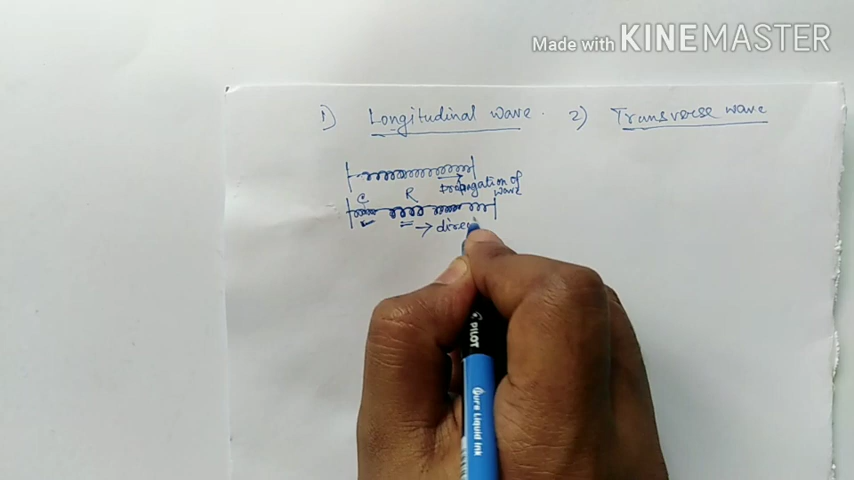 Made with KINEMASTER
1) Longitudinal wave. 2) Transverse wave
Propagation of
wave
C R
→ direc
PILOT
Pure Liquid ink